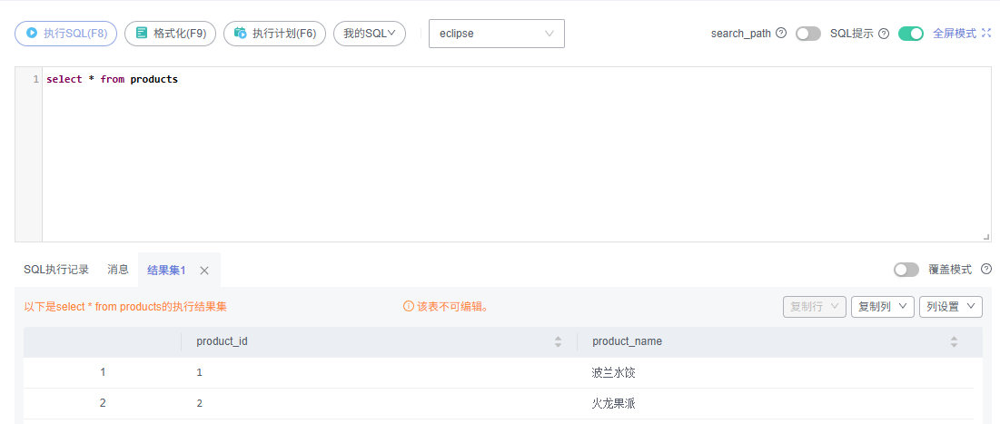 执行SQL(F8) 格式化(F9) 执行计划(F6) 我的SQL eclipse search_path SQL提示 全屏模式
1 select * from products
SQL执行记录 消息 结果集1 覆盖模式
以下是select * from products的执行结果集 该表不可编辑。 复制行 复制列 列设置
product_id product_name
1 1 波兰水饺
2 2 火龙果派